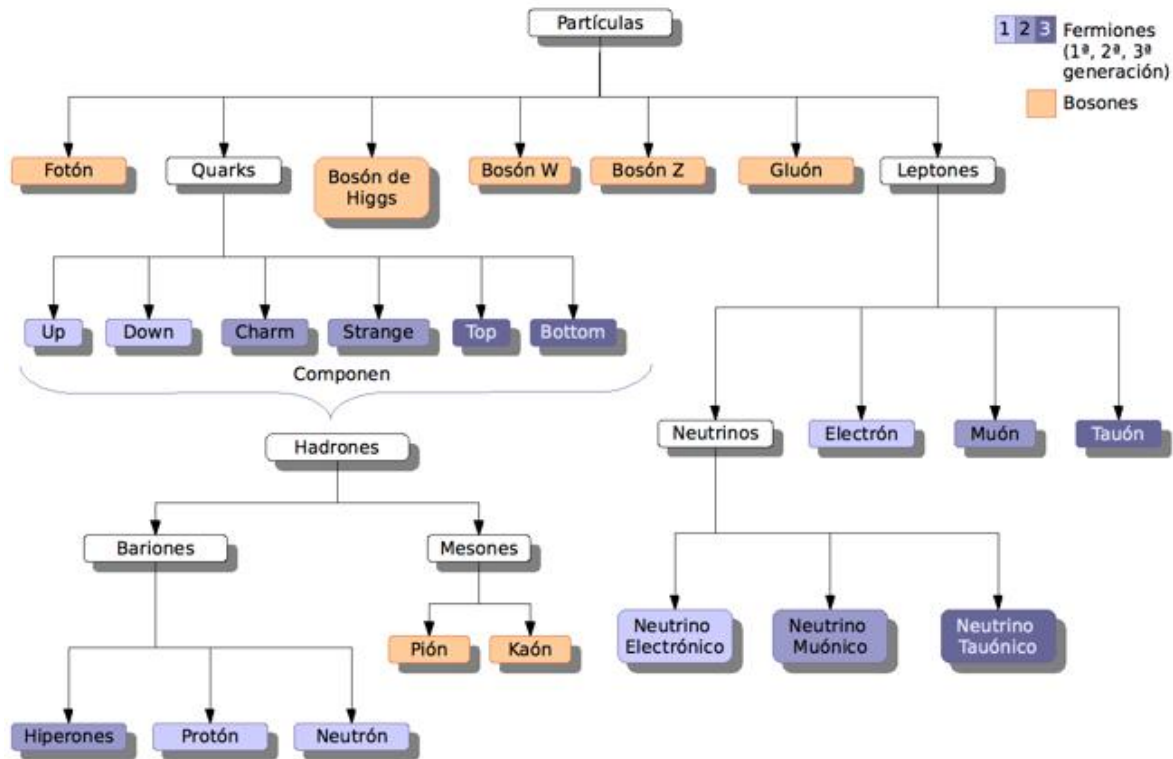 Partículas
1 2 3 Fermiones
(1ª, 2ª, 3ª
generación)
Bosones
Fotón
Quarks
Bosón de
Higgs
Bosón W
Bosón Z
Gluón
Leptones
Up
Down
Charm
Strange
Top
Bottom
Componen
Hadrones
Neutrinos
Electrón
Muón
Tauón
Bariones
Mesones
Pión
Kaón
Neutrino
Electrónico
Neutrino
Muónico
Neutrino
Tauónico
Hiperones
Protón
Neutrón